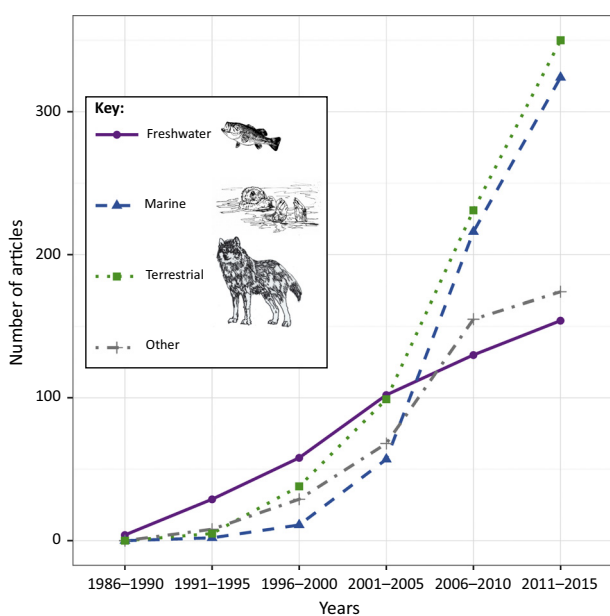 Number of articles
300
200
100
0
Key:
Freshwater
Marine
Terrestrial
Other
1986–1990 1991–1995 1996–2000 2001–2005 2006–2010 2011–2015
Years